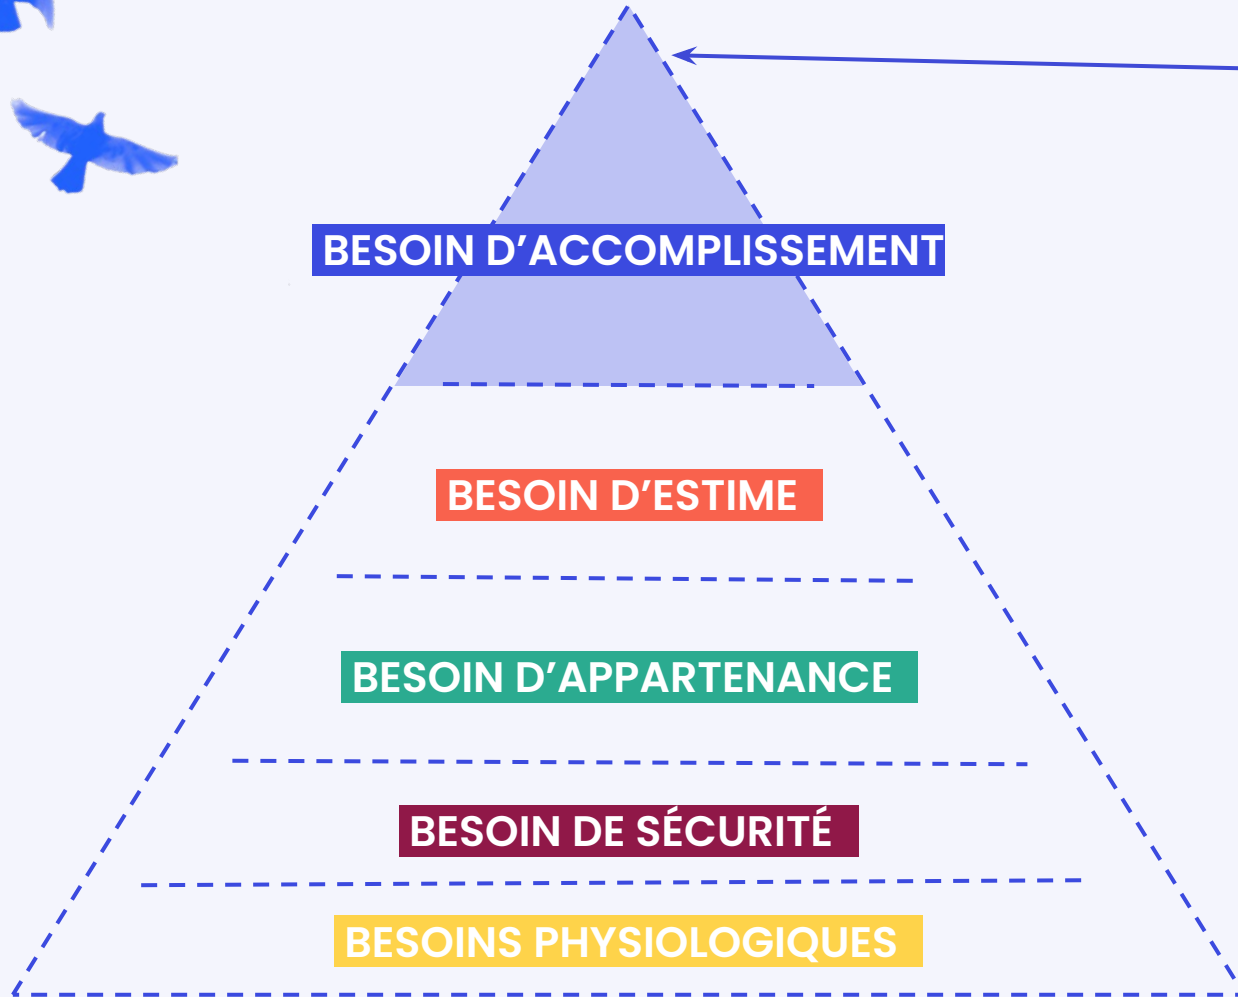 BESOIN D’ACCOMPLISSEMENT
BESOIN D’ESTIME
BESOIN D’APPARTENANCE
BESOIN DE SÉCURITÉ
BESOINS PHYSIOLOGIQUES